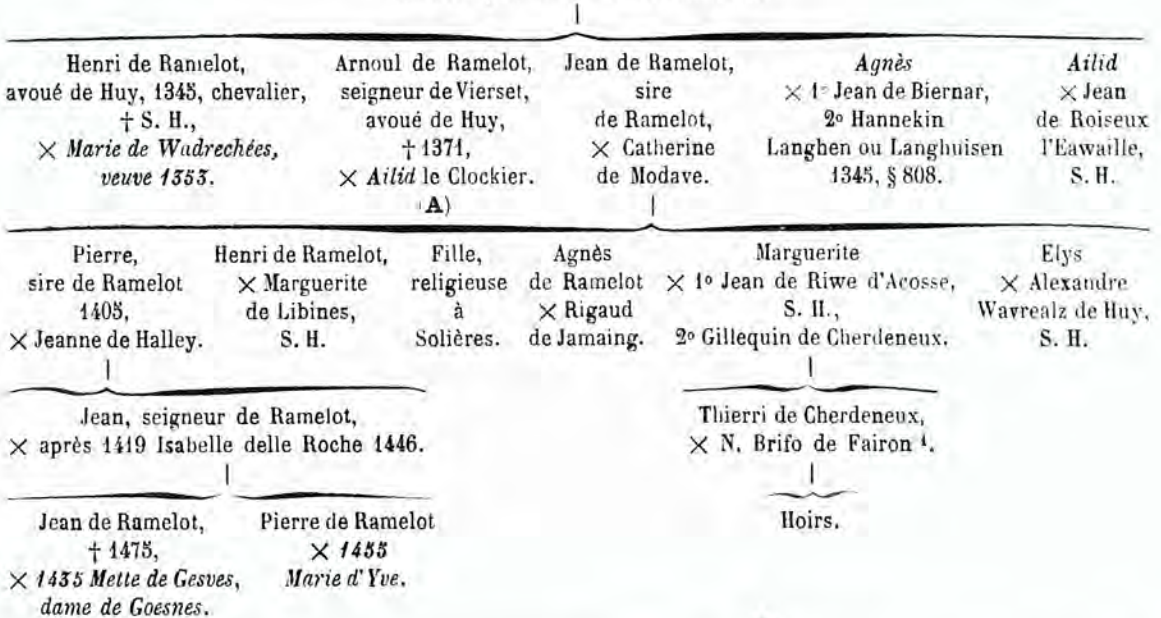 Henri de Ramelot,
avoué de Huy, 1345, chevalier,
† S. H.,
× Marie de Wadrechées,
veuve 1353.
Arnoul de Ramelot,
seigneur de Vierset,
avoué de Huy,
† 1371,
× Ailid le Clockier.
A)
Jean de Ramelot,
sire
de Ramelot,
× Catherine
de Modave.
Agnès
× 1º Jean de Biernar,
2º Hannekin
Langhen ou Langhuisen
1345, § 808.
Ailid
× Jean
de Roiseux
l'Eawaille,
S. H.
Pierre,
sire de Ramelot
1405,
× Jeanne de Halley.
Henri de Ramelot,
× Marguerite
de Libines,
S. H.
Fille,
religieuse
à
Solières.
Agnès
de Ramelot
× Rigaud
de Jamaing.
Marguerite
× 1º Jean de Riwe d'Acosse,
S. H.,
2º Gillequin de Cherdeneux.
Elys
× Alexandre
Wavrealz de Huy,
S. H.
Jean, seigneur de Ramelot,
× après 1419 Isabelle delle Roche 1446.
Thierri de Cherdeneux,
× N. Brifo de Fairon ¹.
Jean de Ramelot,
† 1475,
× 1435 Mette de Gesves,
dame de Goesnes.
Pierre de Ramelot
× 1455
Marie d'Yve.
Hoirs.